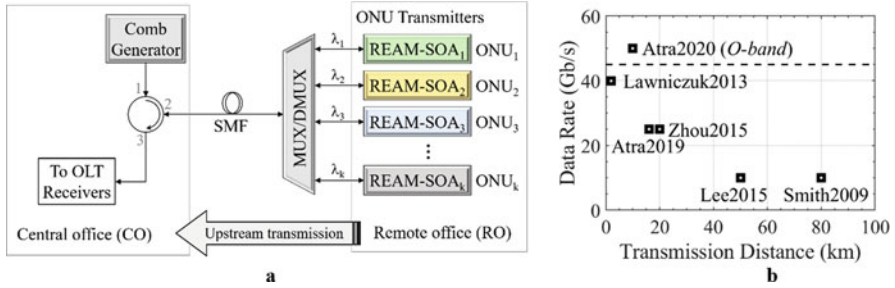 Comb
Generator
1
2
3
SMF
To OLT
Receivers
Central office (CO)
Upstream transmission
MUX/DMUX
ONU Transmitters
λ1 REAM-SOA1 ONU1
λ2 REAM-SOA2 ONU2
λ3 REAM-SOA3 ONU3
⋮
λk REAM-SOAk ONUk
Remote office (RO)
a
Data Rate (Gb/s)
60
40
20
0
Atra2020 (O-band)
Lawniczuk2013
Zhou2015
Atra2019
Lee2015
Smith2009
0 20 40 60 80 100
Transmission Distance (km)
b